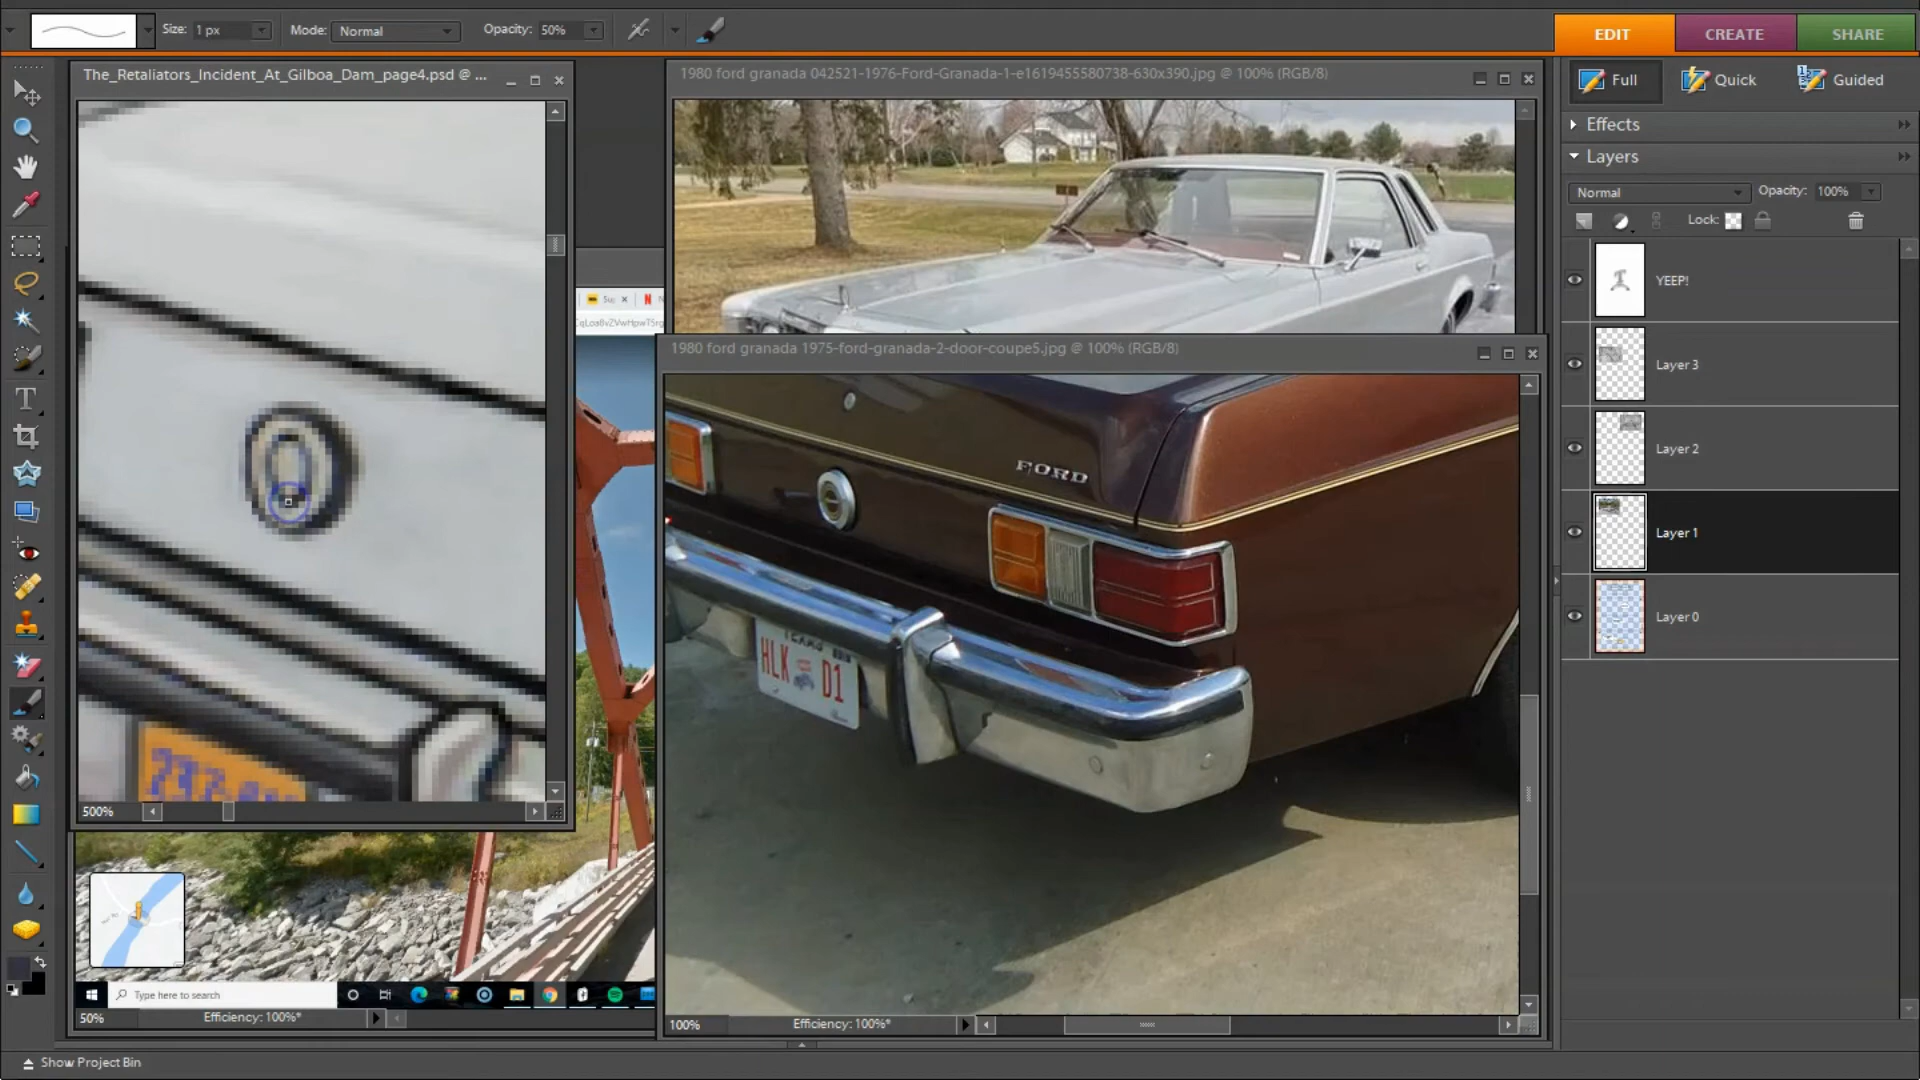 Size: 1 px
Mode: Normal
Opacity: 50%
EDIT
CREATE
SHARE
The_Retaliators_Incident_At_Gilboa_Dam_page4.psd @ ...
1980 ford granada 042521-1976-Ford-Granada-1-e1619455580738-630x390.jpg @ 100% (RGB/8)
Full
Quick
Guided
Effects
Layers
Normal
Opacity: 100%
Lock:
YEEP!
Layer 3
Layer 2
Layer 1
Layer 0
1980 ford granada 1975-ford-granada-2-door-coupe5.jpg @ 100% (RGB/8)
FORD
TEXAS
HLK D1
500%
Type here to search
50%
Efficiency: 100%*
100%
Efficiency: 100%*
Show Project Bin